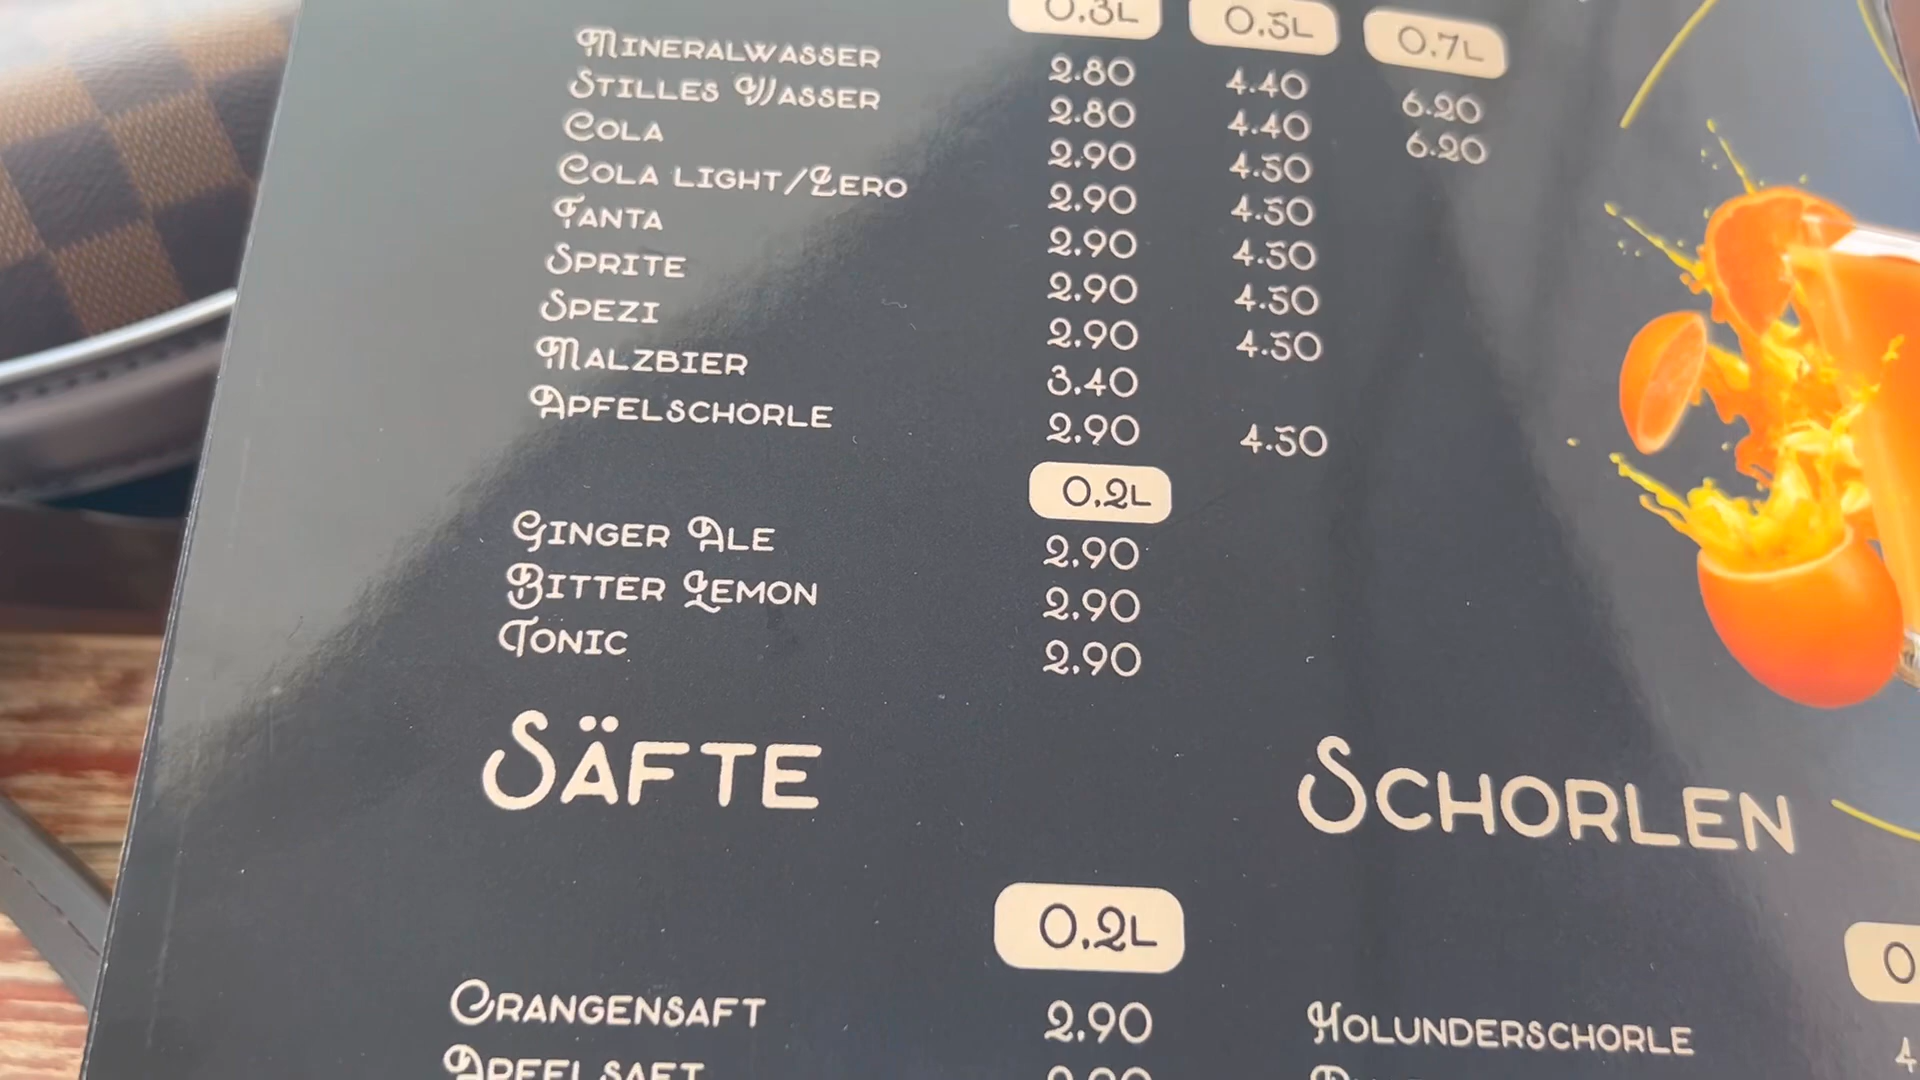 0.3L 0.5L 0.7L
Mineralwasser 2.80 4.40 6.20
Stilles Wasser 2.80 4.40 6.20
Cola 2.90 4.50
Cola light/Zero 2.90 4.50
Fanta 2.90 4.50
Sprite 2.90 4.50
Spezi 2.90 4.50
Malzbier 3.40
Apfelschorle 2.90 4.50
0.2L
Ginger Ale 2.90
Bitter Lemon 2.90
Tonic 2.90
Säfte
Schorlen
0.2L
Orangensaft 2.90
Holunderschorle
Apfelsaft